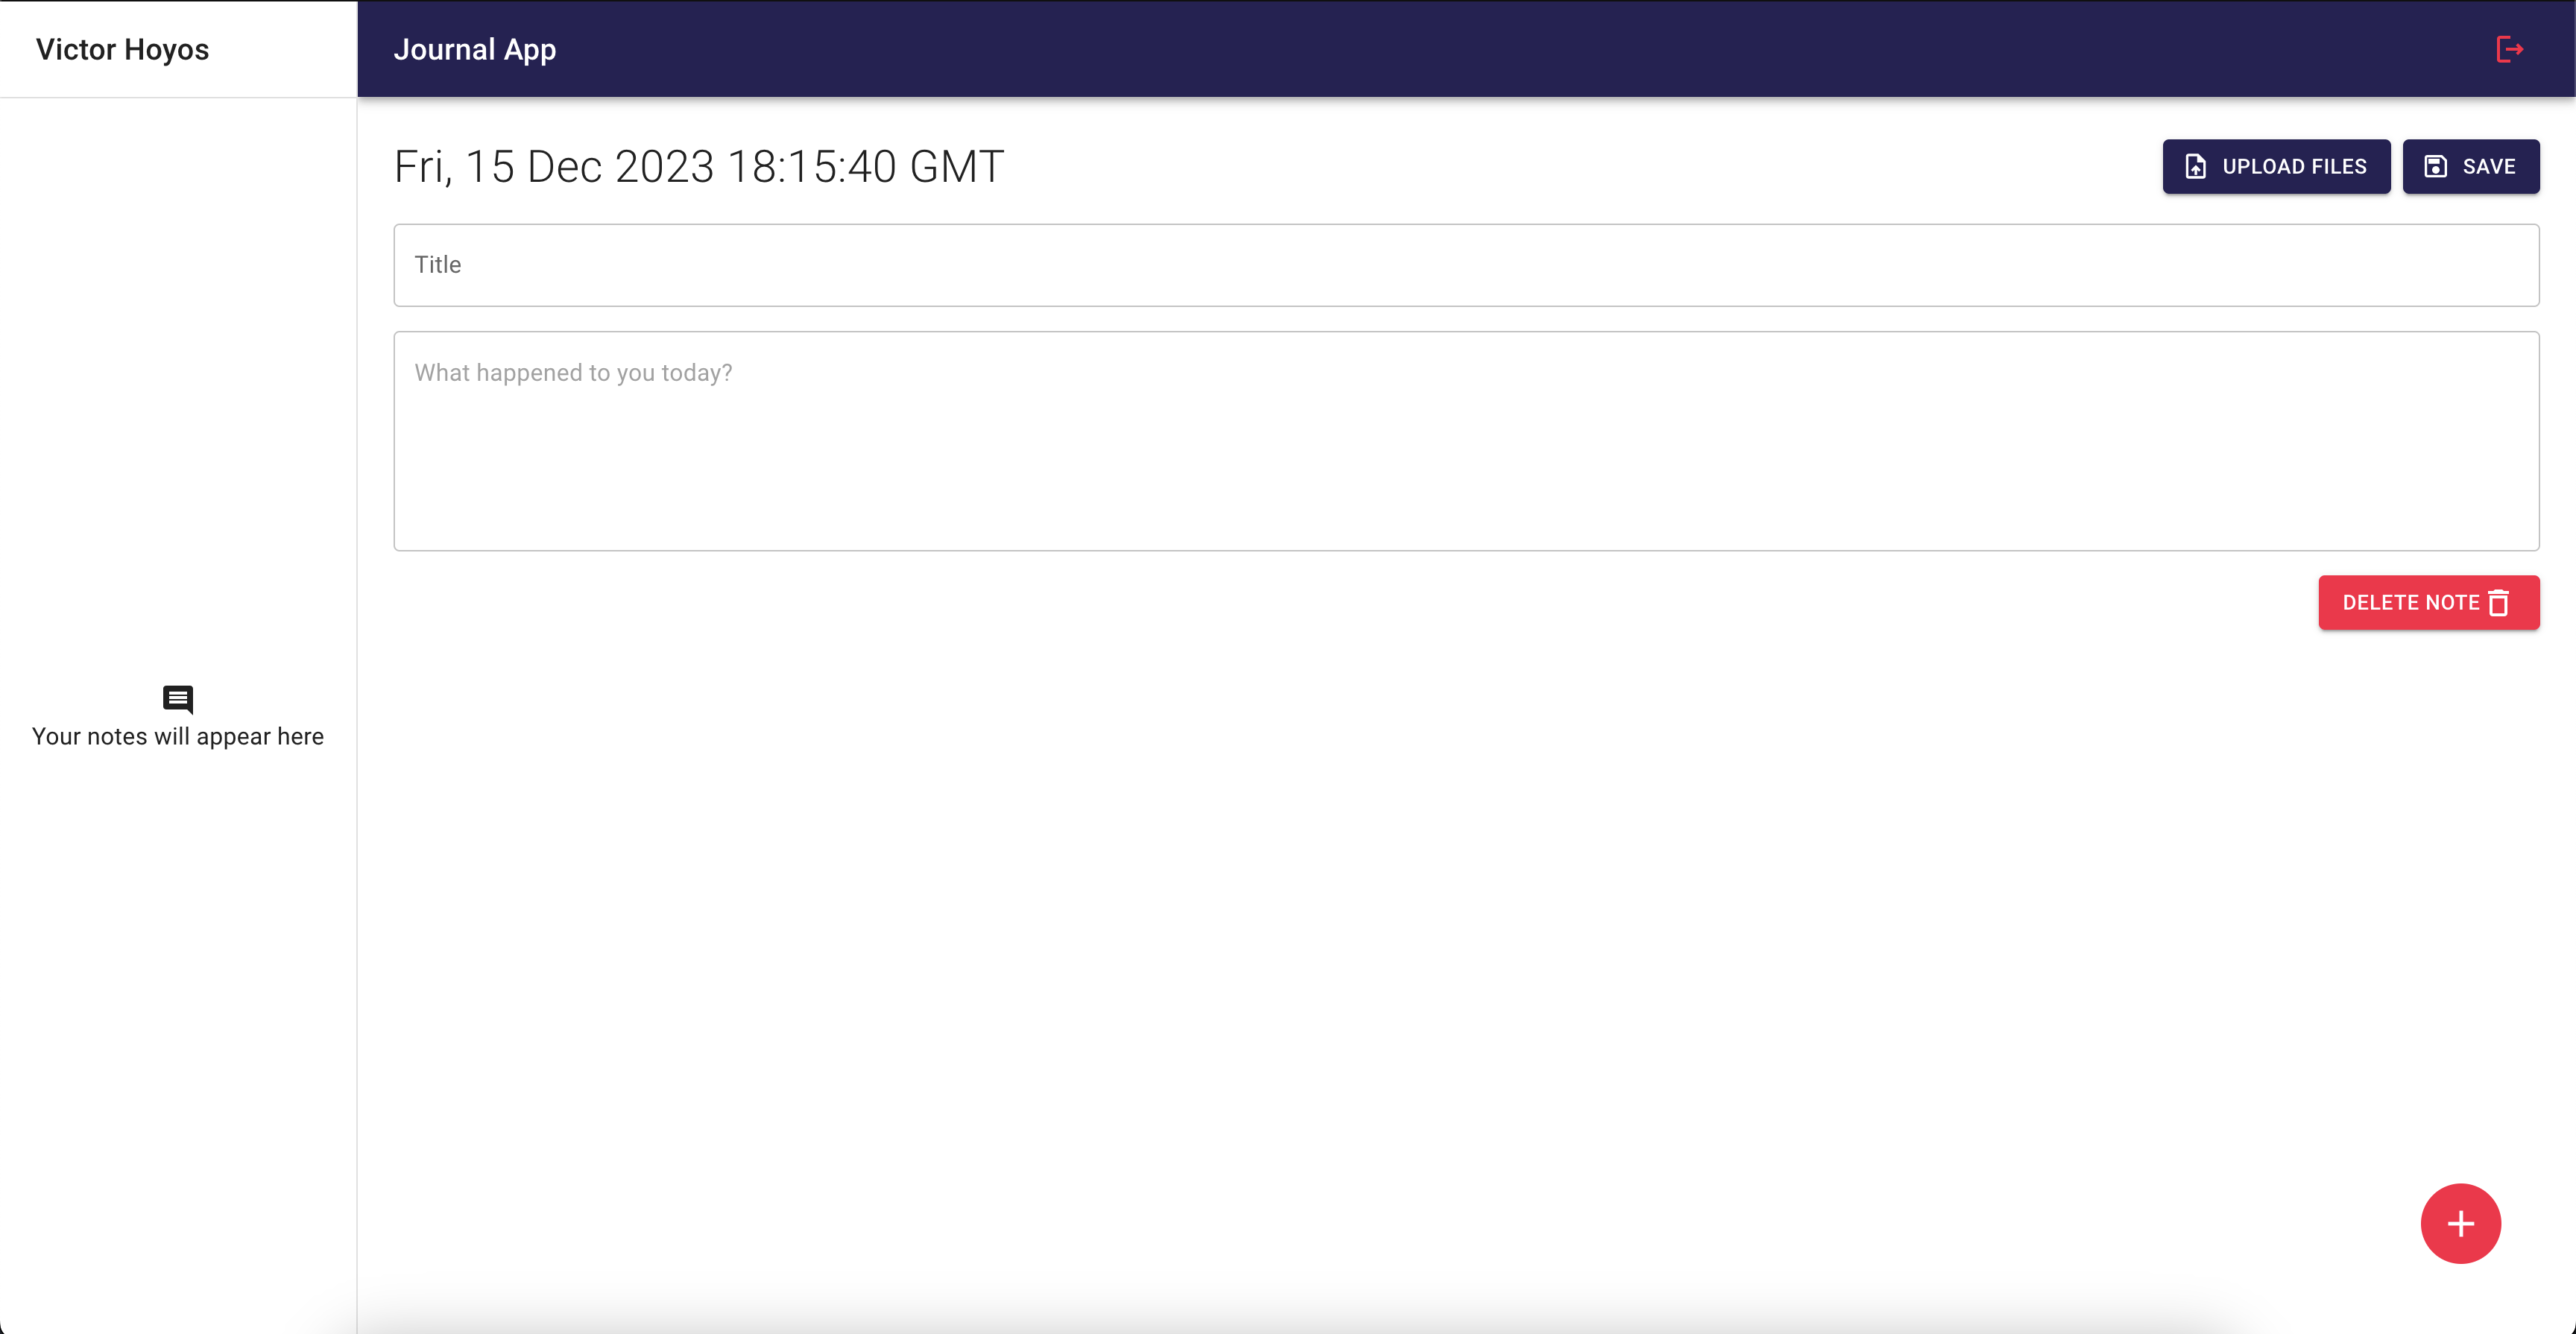 Victor Hoyos
Journal App
Fri, 15 Dec 2023 18:15:40 GMT
UPLOAD FILES
SAVE
Title
What happened to you today?
DELETE NOTE
Your notes will appear here